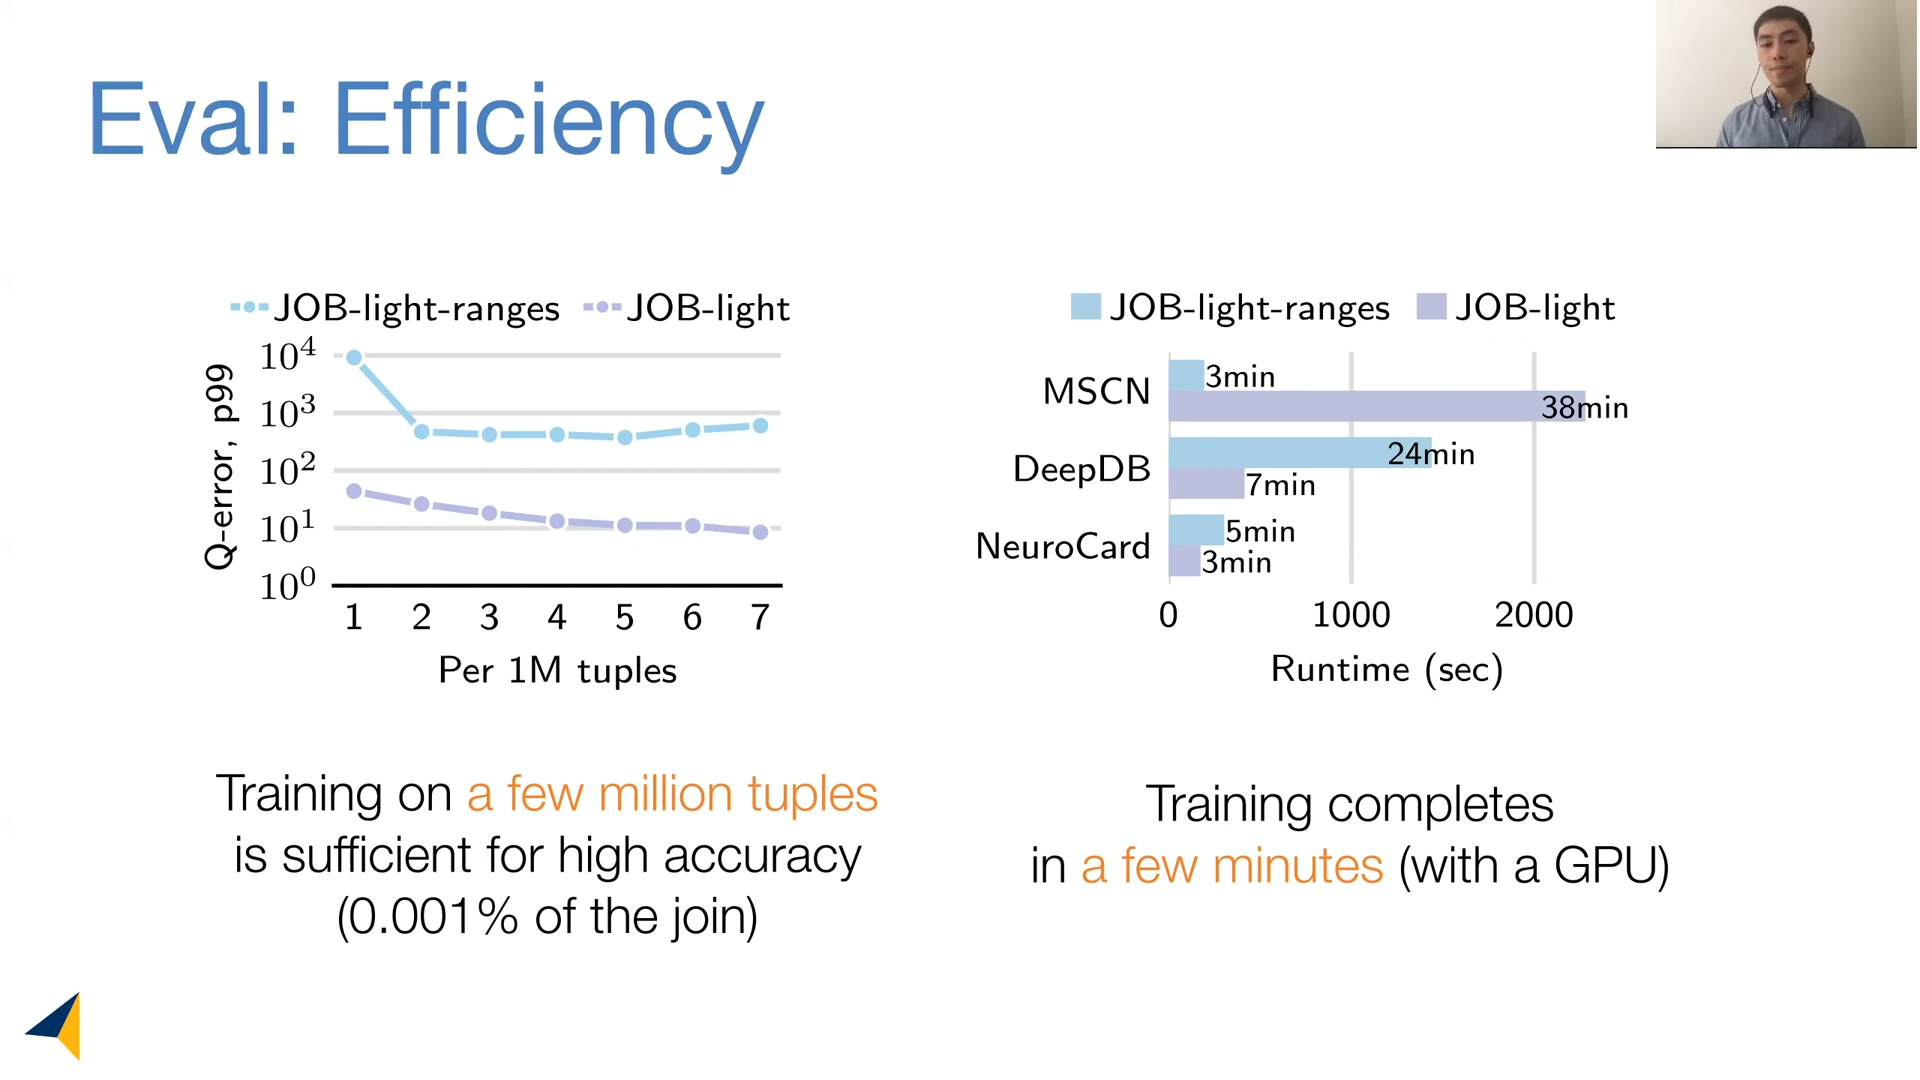 Eval: Efficiency
JOB-light-ranges JOB-light
10^4
10^3
10^2
10^1
10^0
Q-error, p99
1 2 3 4 5 6 7
Per 1M tuples
JOB-light-ranges JOB-light
MSCN
3min
38min
DeepDB
24min
7min
NeuroCard
5min
3min
0 1000 2000
Runtime (sec)
Training on a few million tuples
is sufficient for high accuracy
(0.001% of the join)
Training completes
in a few minutes (with a GPU)